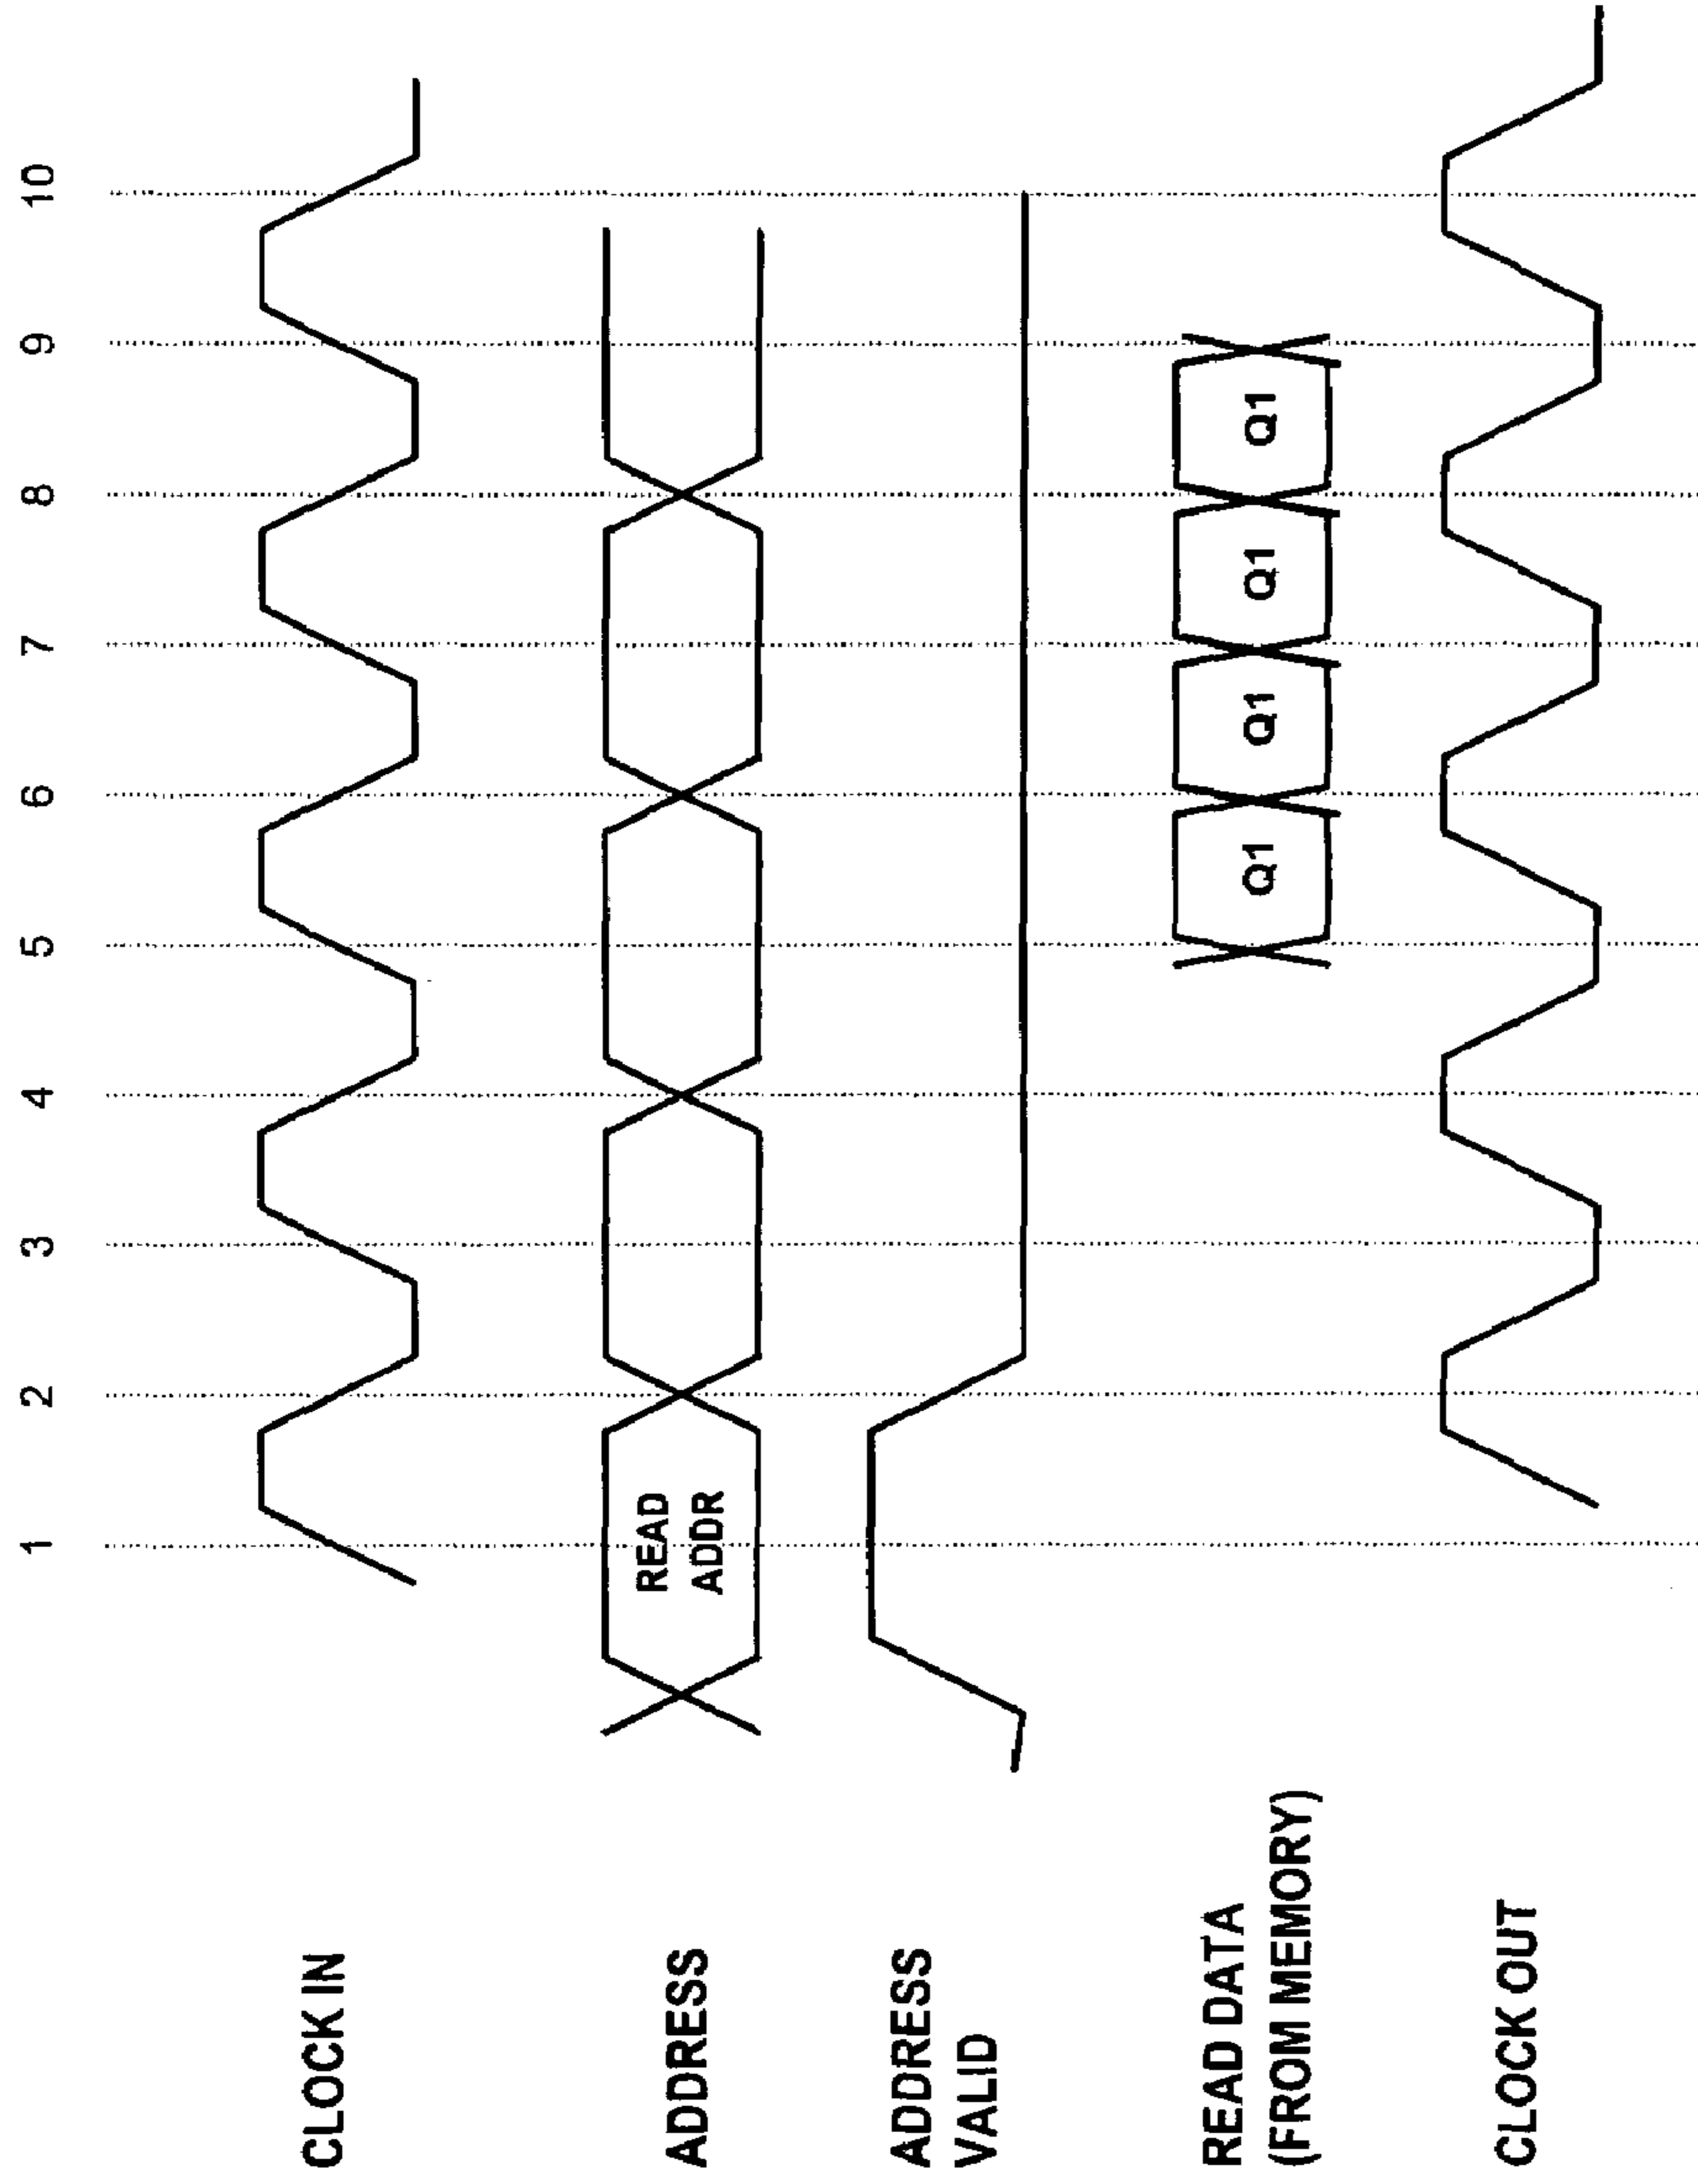 1 2 3 4 5 6 7 8 9 10
CLOCK IN
ADDRESS
READ
ADDR
ADDRESS
VALID
READ DATA
(FROM MEMORY)
Q1 Q1 Q1 Q1
CLOCK OUT